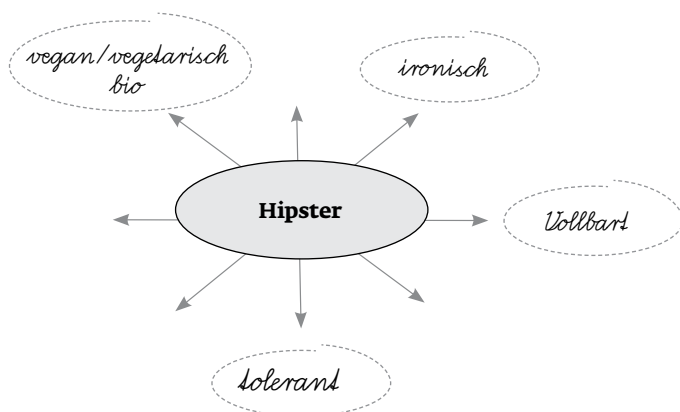 vegan/vegetarisch
bio
ironisch
Hipster
Vollbart
tolerant